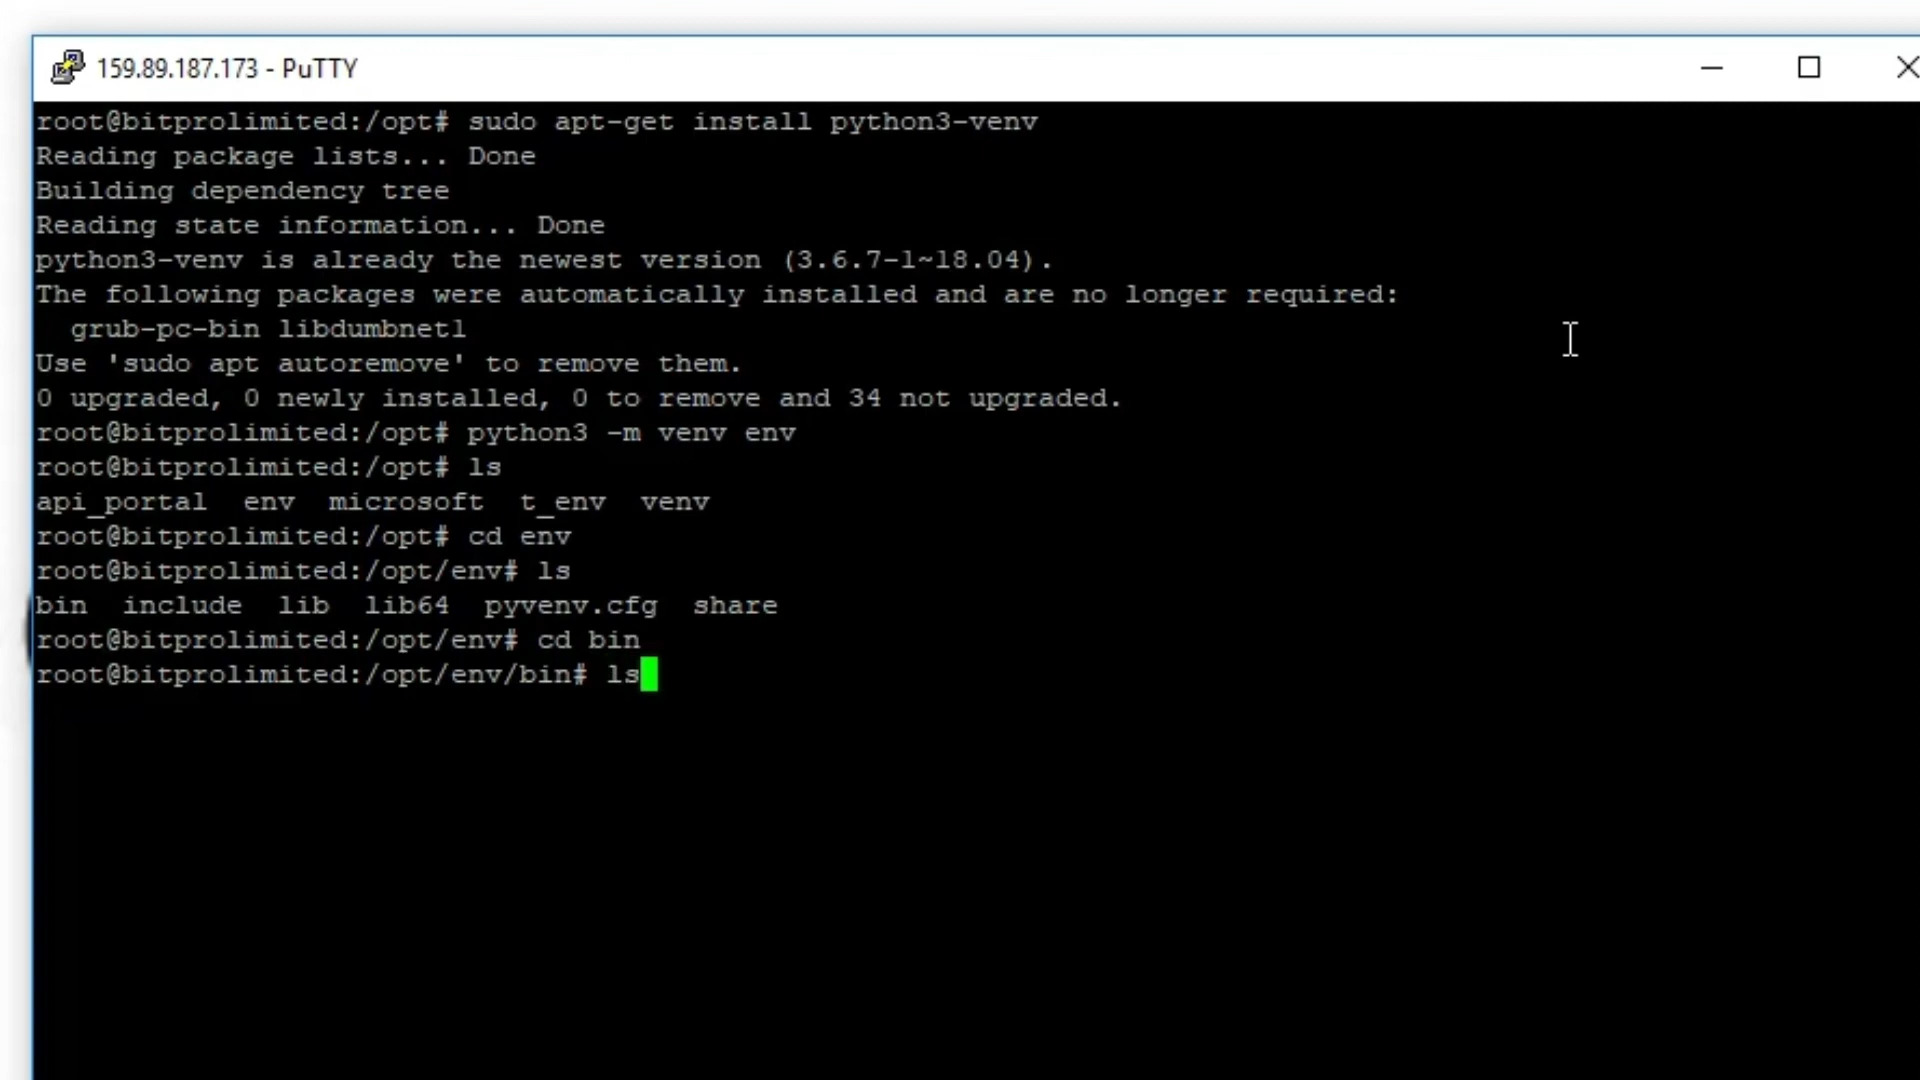 159.89.187.173 - PuTTY
root@bitprolimited:/opt# sudo apt-get install python3-venv
Reading package lists... Done
Building dependency tree
Reading state information... Done
python3-venv is already the newest version (3.6.7-1~18.04).
The following packages were automatically installed and are no longer required:
  grub-pc-bin libdumbnet1
Use 'sudo apt autoremove' to remove them.
0 upgraded, 0 newly installed, 0 to remove and 34 not upgraded.
root@bitprolimited:/opt# python3 -m venv env
root@bitprolimited:/opt# ls
api_portal  env  microsoft  t_env  venv
root@bitprolimited:/opt# cd env
root@bitprolimited:/opt/env# ls
bin  include  lib  lib64  pyvenv.cfg  share
root@bitprolimited:/opt/env# cd bin
root@bitprolimited:/opt/env/bin# ls